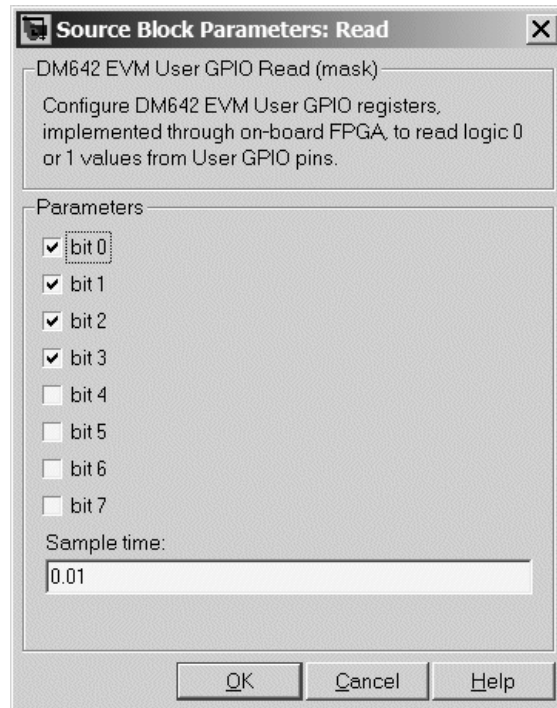 Source Block Parameters: Read
DM642 EVM User GPIO Read (mask)
Configure DM642 EVM User GPIO registers,
implemented through on-board FPGA, to read logic 0
or 1 values from User GPIO pins.
Parameters
bit 0
bit 1
bit 2
bit 3
bit 4
bit 5
bit 6
bit 7
Sample time:
0.01
OK Cancel Help